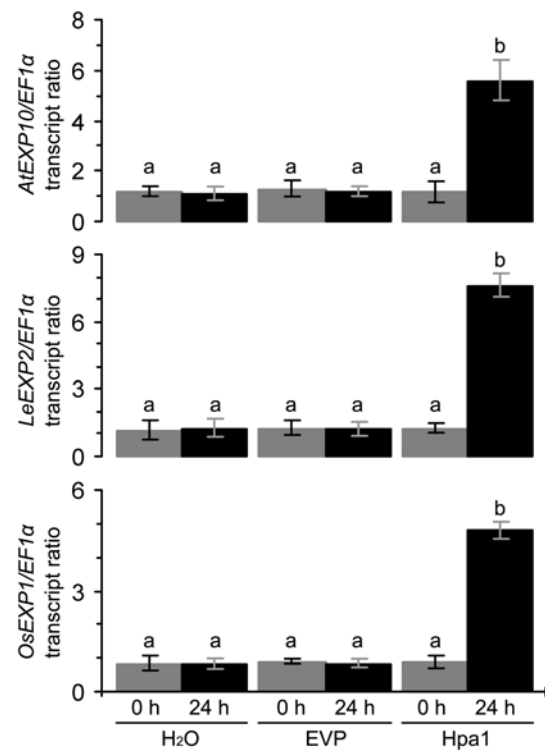 8
6
4
2
0
AtEXP10/EF1α
transcript ratio
a
a
a
a
a
b
9
6
3
0
LeEXP2/EF1α
transcript ratio
a
a
a
a
a
b
6
3
0
OsEXP1/EF1α
transcript ratio
a
a
a
a
a
b
0 h 24 h 0 h 24 h 0 h 24 h
H₂O EVP Hpa1